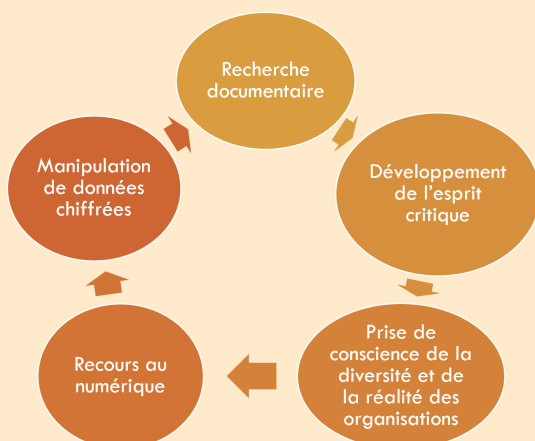 Recherche
documentaire
Développement
de l'esprit
critique
Prise de
conscience de la
diversité et de
la réalité des
organisations
Recours au
numérique
Manipulation
de données
chiffrées